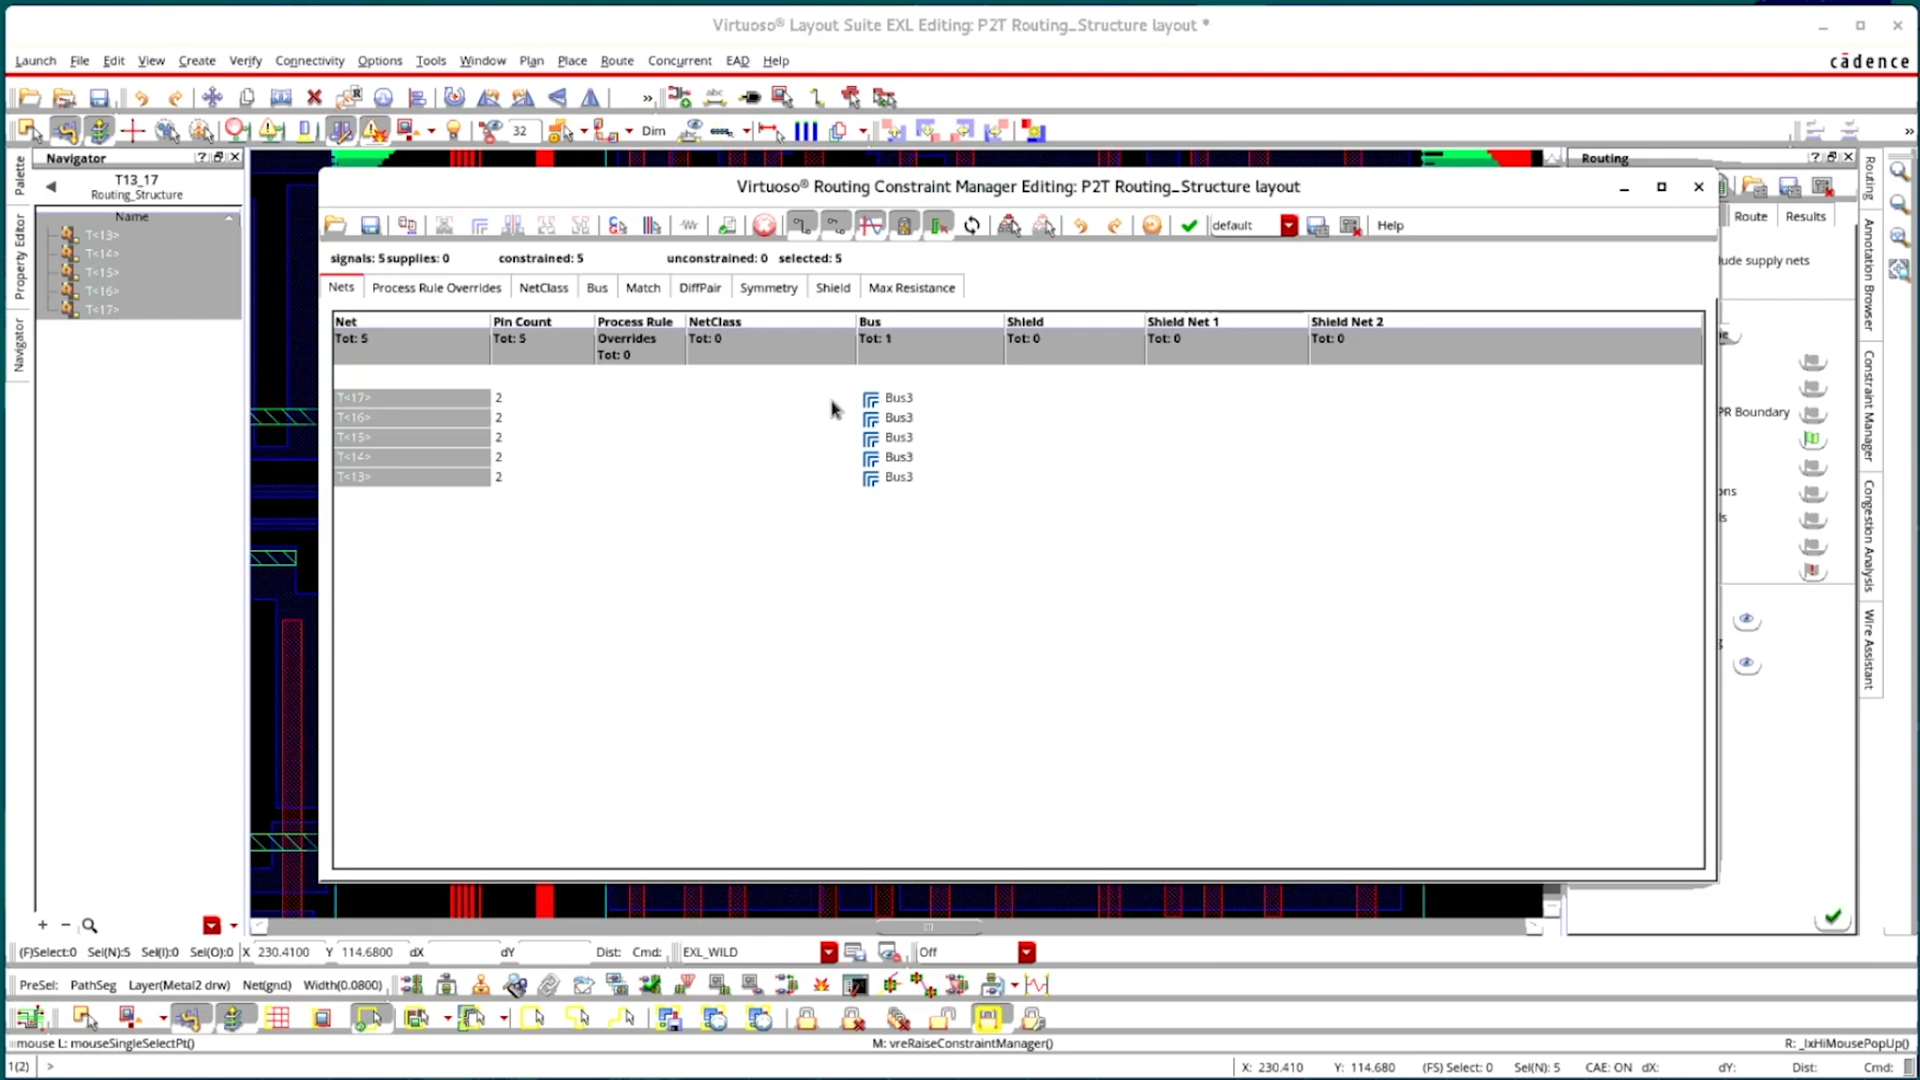 Virtuoso® Layout Suite EXL Editing: P2T Routing_Structure layout *
Launch File Edit View Create Verify Connectivity Options Tools Window Plan Place Route Concurrent EAD Help
cādence
32
Dim
Navigator
T13_17
Routing_Structure
Name
T<13>
T<14>
T<15>
T<16>
T<17>
Palette
Property Editor
Navigator
Virtuoso® Routing Constraint Manager Editing: P2T Routing_Structure layout
default
Help
signals: 5 supplies: 0 constrained: 5 unconstrained: 0 selected: 5
Nets Process Rule Overrides NetClass Bus Match DiffPair Symmetry Shield Max Resistance
Net Pin Count Process Rule NetClass Bus Shield Shield Net 1 Shield Net 2
Tot: 5 Tot: 5 Overrides Tot: 0 Tot: 1 Tot: 0 Tot: 0 Tot: 0
Tot: 0
T<17> 2 Bus3
T<16> 2 Bus3
T<15> 2 Bus3
T<14> 2 Bus3
T<13> 2 Bus3
Routing
Route Results
lude supply nets
PR Boundary
ons
Routing
Annotation Browser
Constraint Manager
Congestion Analysis
Wire Assistant
(F)Select:0 Sel(N):5 Sel(I):0 Sel(O):0 X 230.4100 Y 114.6800 dX dY Dist: Cmd: EXL_WILD Off
PreSel: PathSeg Layer(Metal2 drw) Net(gnd) Width(0.0800)
mouse L: mouseSingleSelectPt() M: vreRaiseConstraintManager() R: _lxHiMousePopUp()
1(2) > X: 230.410 Y: 114.680 (FS) Select: 0 Sel(N): 5 CAE: ON dX: dY: Dist: Cmd: